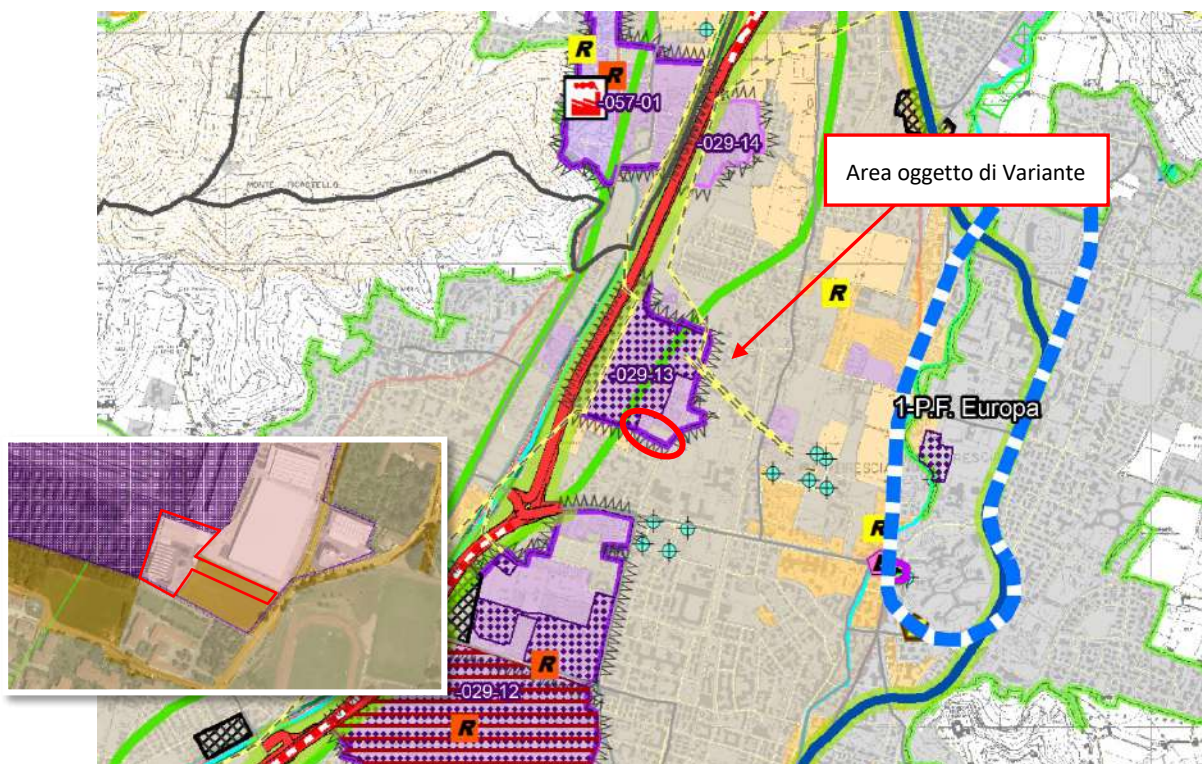 R
R
-057-01
-029-14
Area oggetto di Variante
R
-029-13
1-P.F. Europa
R
R
-029-12
R